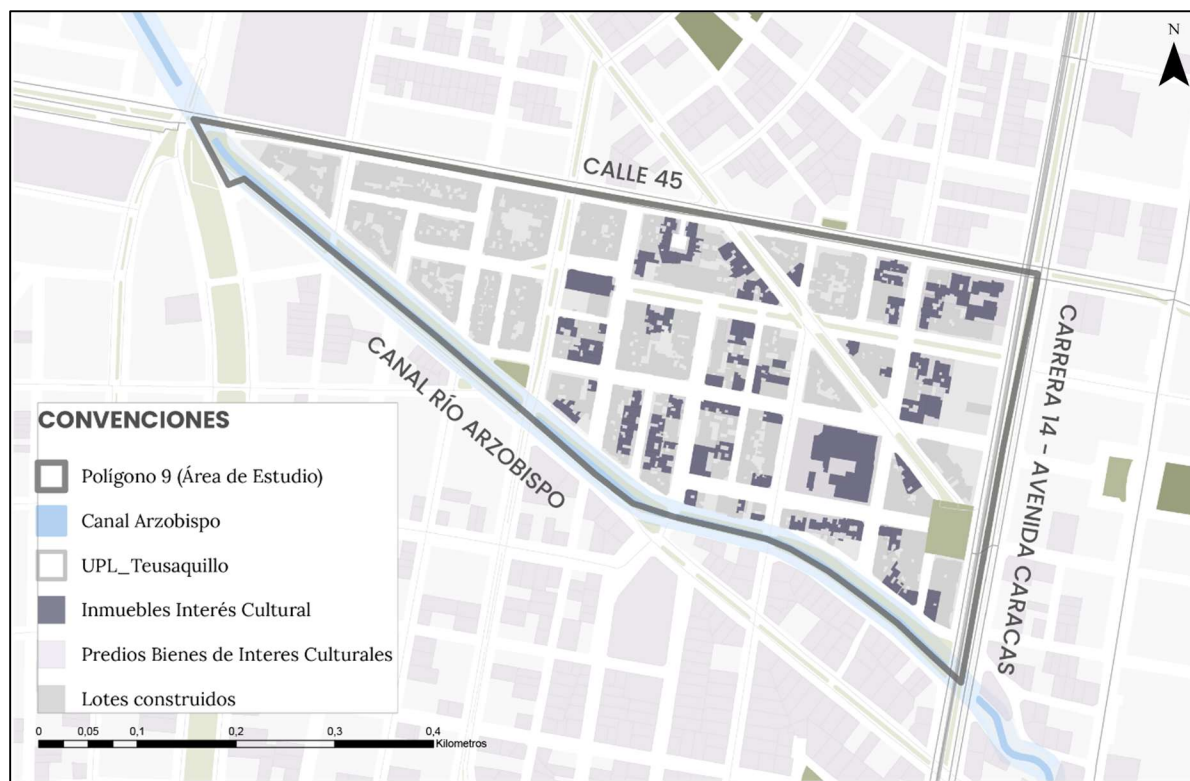 N
CALLE 45
CARRERA 14 - AVENIDA CARACAS
CANAL RÍO ARZOBISPO
CONVENCIONES
Polígono 9 (Área de Estudio)
Canal Arzobispo
UPL_Teusaquillo
Inmuebles Interés Cultural
Predios Bienes de Interes Culturales
Lotes construidos
0 0,05 0,1 0,2 0,3 0,4
Kilometros